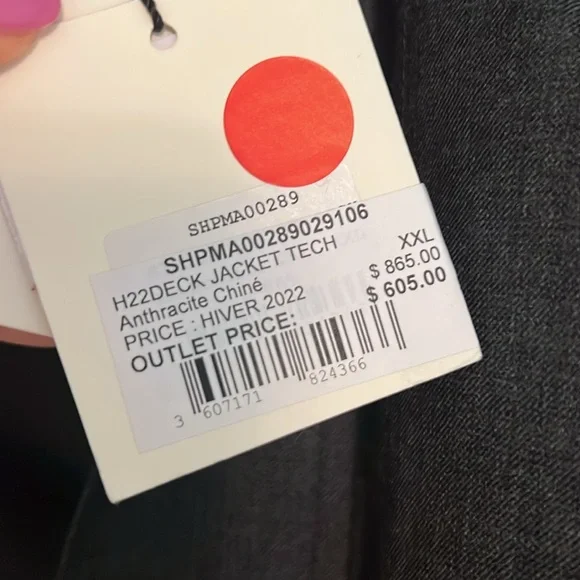 SHPMA00289
SHPMA00289029106
H22DECK JACKET TECH XXL
Anthracite Chiné $ 865.00
PRICE : HIVER 2022 $ 605.00
OUTLET PRICE:
3 607171 824366